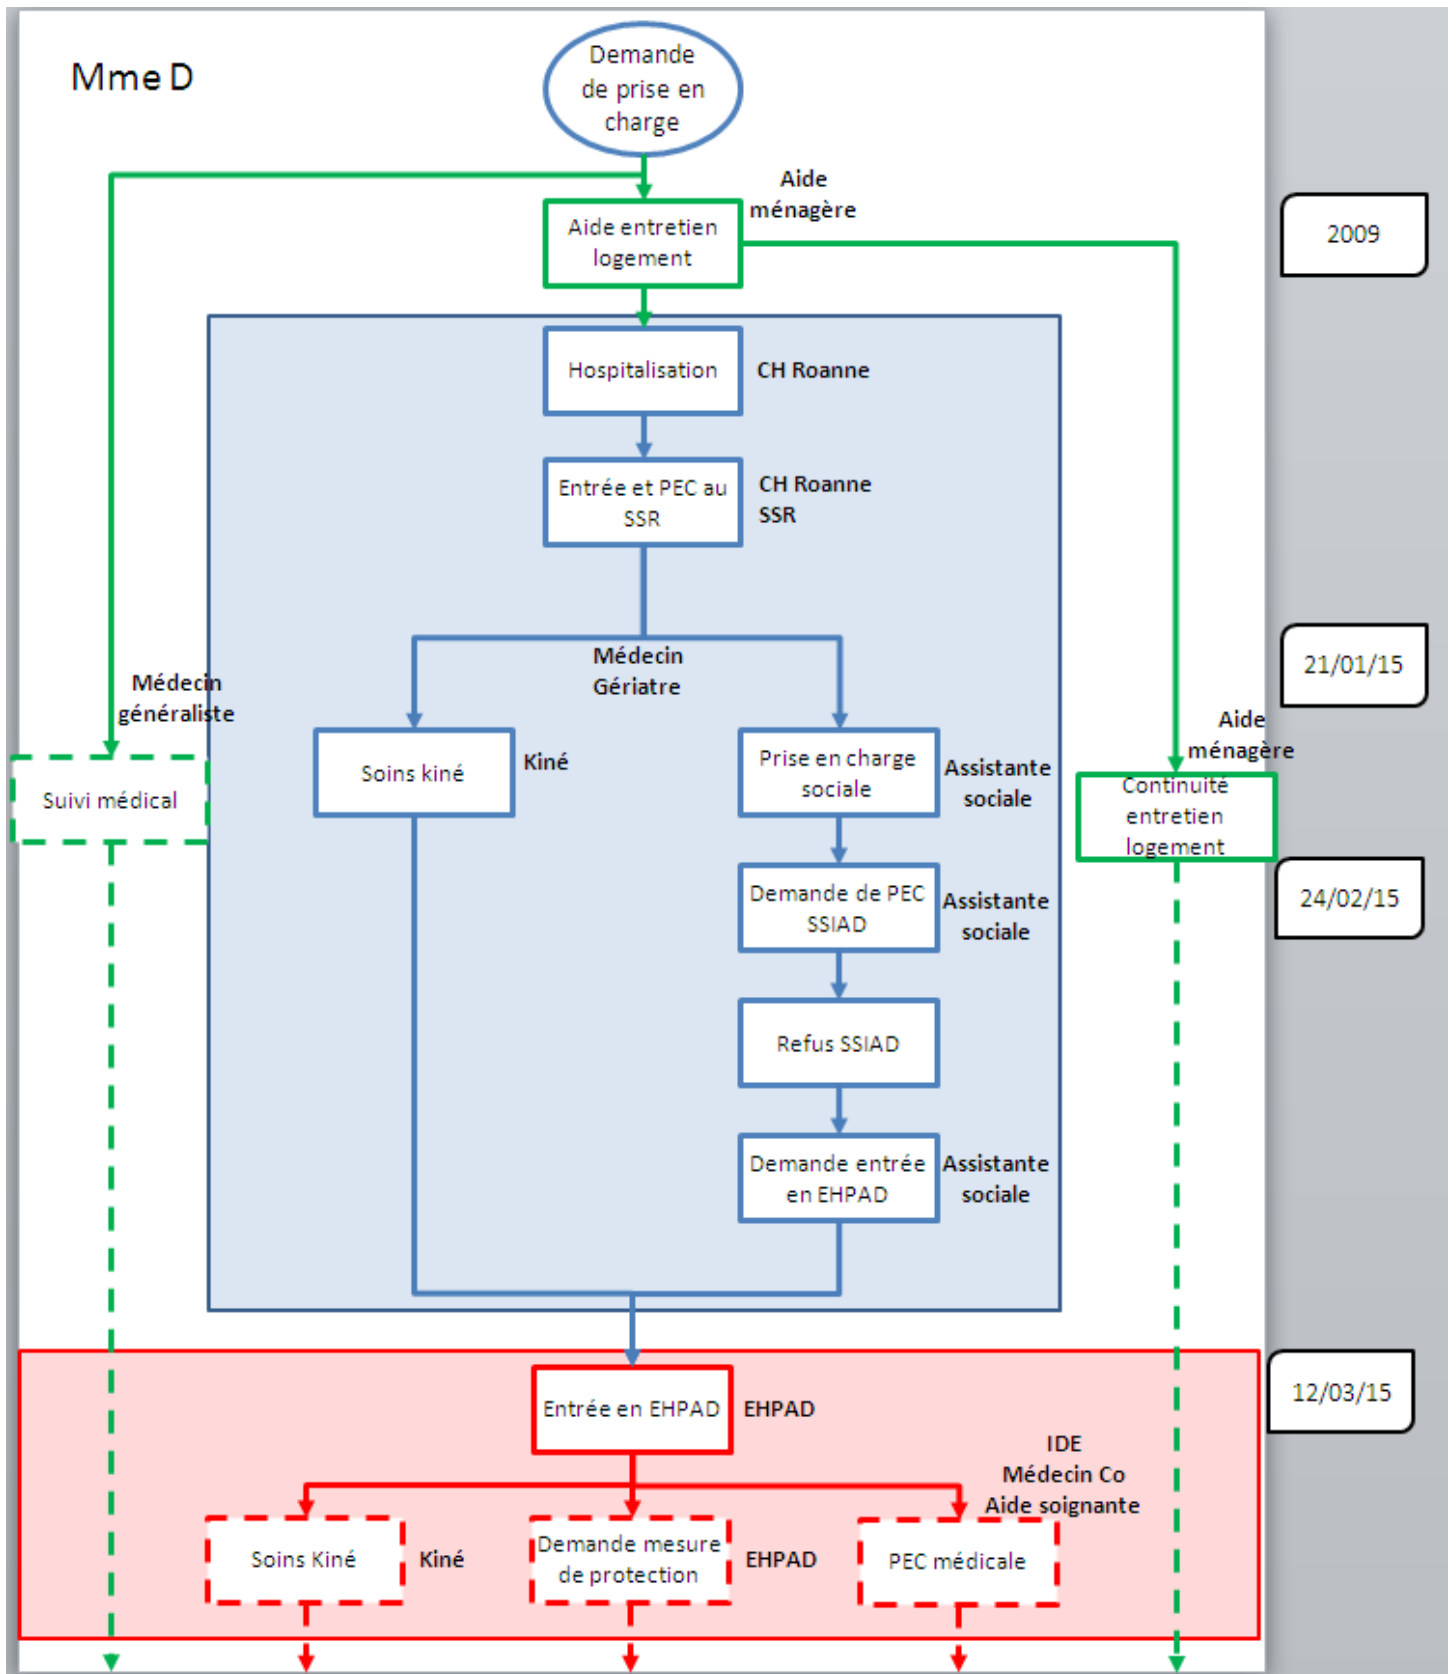 Mme D
Demande
de prise en
charge
Aide
ménagère
Aide entretien
logement
2009
Hospitalisation
CH Roanne
Entrée et PEC au
SSR
CH Roanne
SSR
Médecin
Gériatre
21/01/15
Médecin
généraliste
Suivi médical
Soins kiné
Kiné
Prise en charge
sociale
Assistante
sociale
Aide
ménagère
Continuité
entretien
logement
Demande de PEC
SSIAD
Assistante
sociale
24/02/15
Refus SSIAD
Demande entrée
en EHPAD
Assistante
sociale
Entrée en EHPAD
EHPAD
12/03/15
IDE
Médecin Co
Aide soignante
Soins Kiné
Kiné
Demande mesure
de protection
EHPAD
PEC médicale